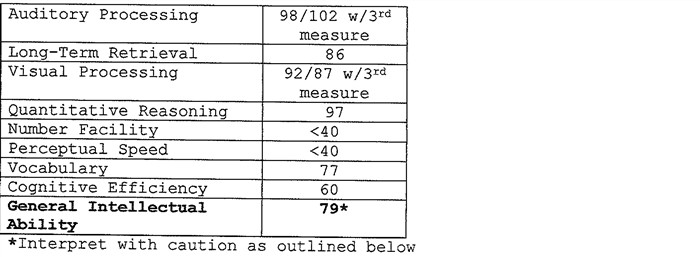 Auditory Processing 98/102 w/3rd
measure
Long-Term Retrieval 86
Visual Processing 92/87 w/3rd
measure
Quantitative Reasoning 97
Number Facility <40
Perceptual Speed <40
Vocabulary 77
Cognitive Efficiency 60
General Intellectual 79*
Ability
*Interpret with caution as outlined below